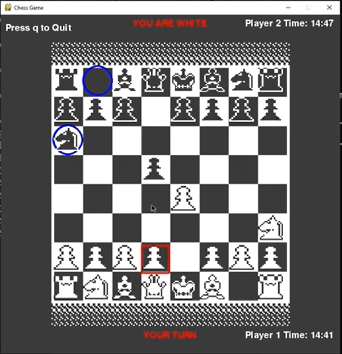 Chess Game
YOU ARE WHITE
Player 2 Time: 14:47
Press q to Quit
YOUR TURN
Player 1 Time: 14:41